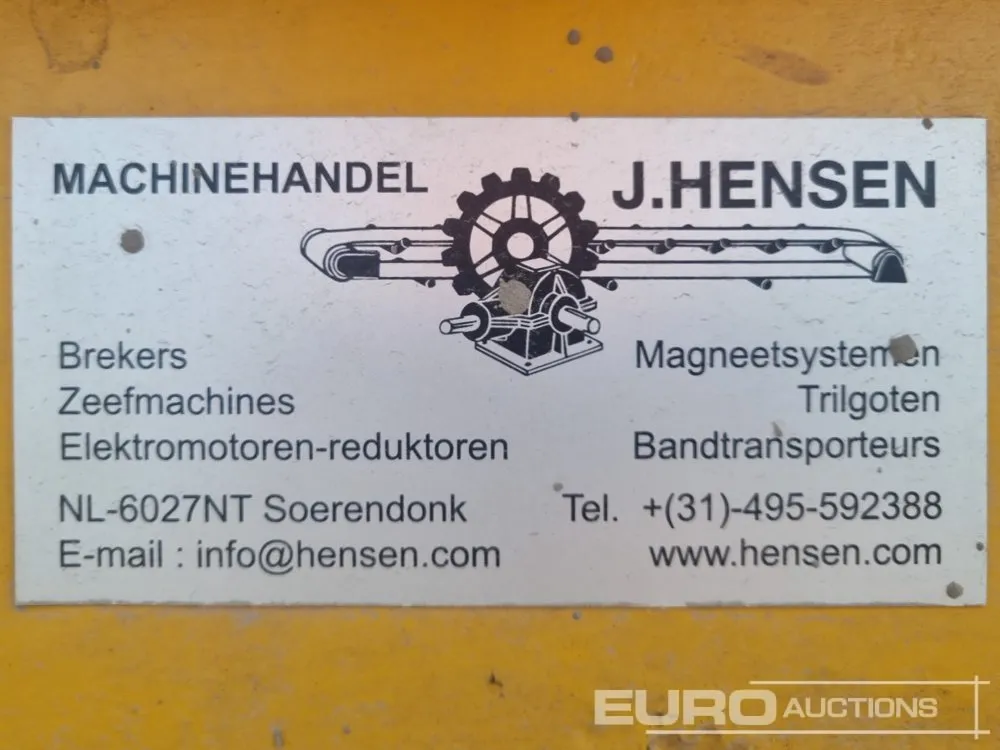 MACHINEHANDEL
J.HENSEN
Brekers
Zeefmachines
Elektromotoren-reduktoren
Magneetsystemen
Trilgoten
Bandtransporteurs
NL-6027NT Soerendonk
E-mail : info@hensen.com
Tel. +(31)-495-592388
www.hensen.com
EURO AUCTIONS